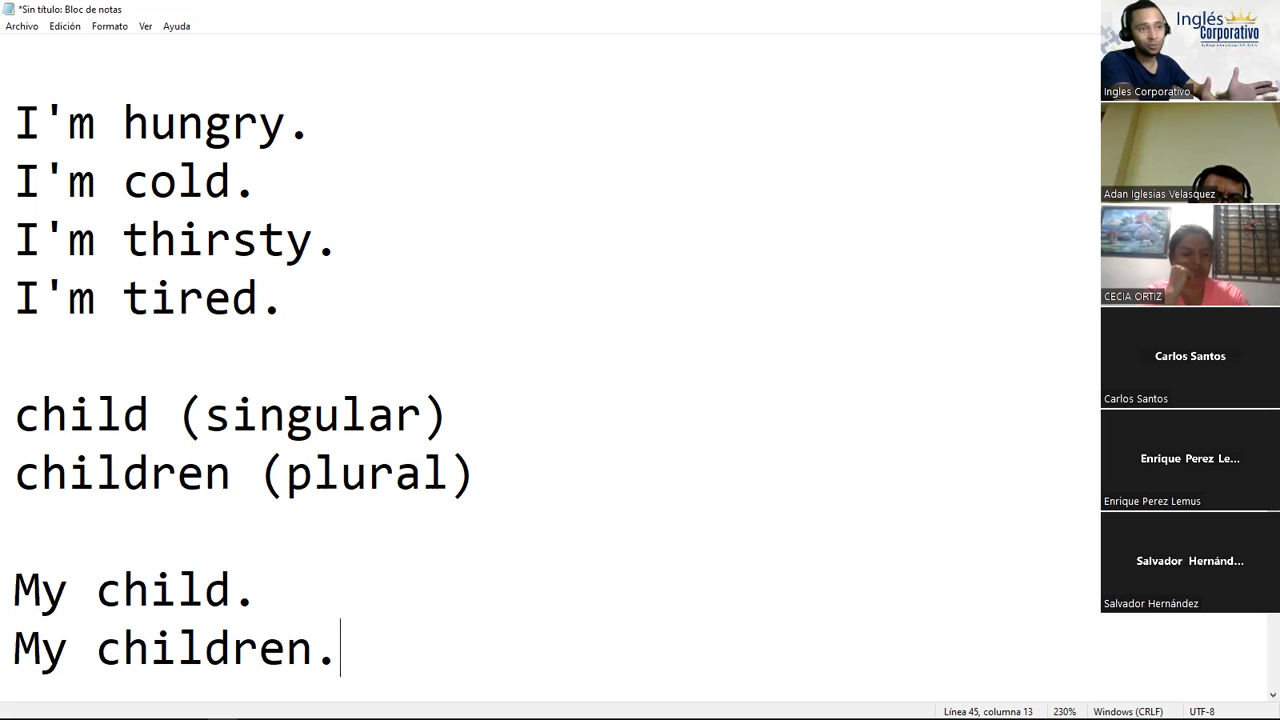 *Sin título: Bloc de notas
Archivo Edición Formato Ver Ayuda
I'm hungry.
I'm cold.
I'm thirsty.
I'm tired.
child (singular)
children (plural)
My child.
My children.
Inglés
Corporativo
Ingles Corporativo
Adan Iglesias Velasquez
CECIA ORTIZ
Carlos Santos
Carlos Santos
Enrique Perez Le...
Enrique Perez Lemus
Salvador Hernánd...
Salvador Hernández
Línea 45, columna 13 230% Windows (CRLF) UTF-8